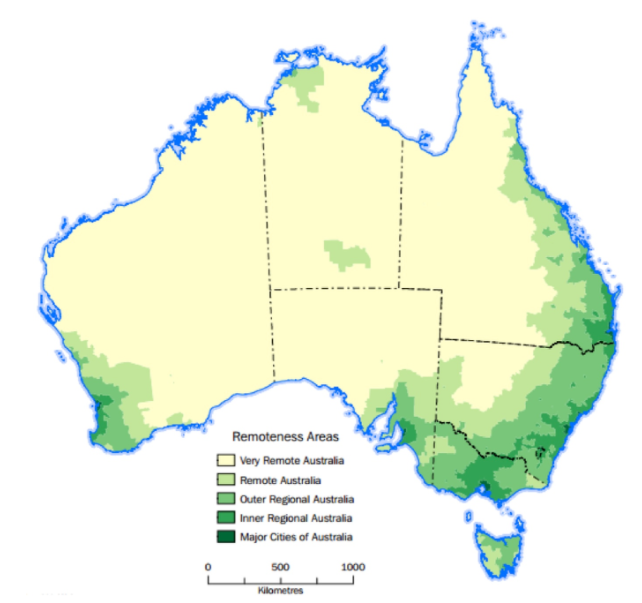 Remoteness Areas
Very Remote Australia
Remote Australia
Outer Regional Australia
Inner Regional Australia
Major Cities of Australia
0 500 1000
Kilometres